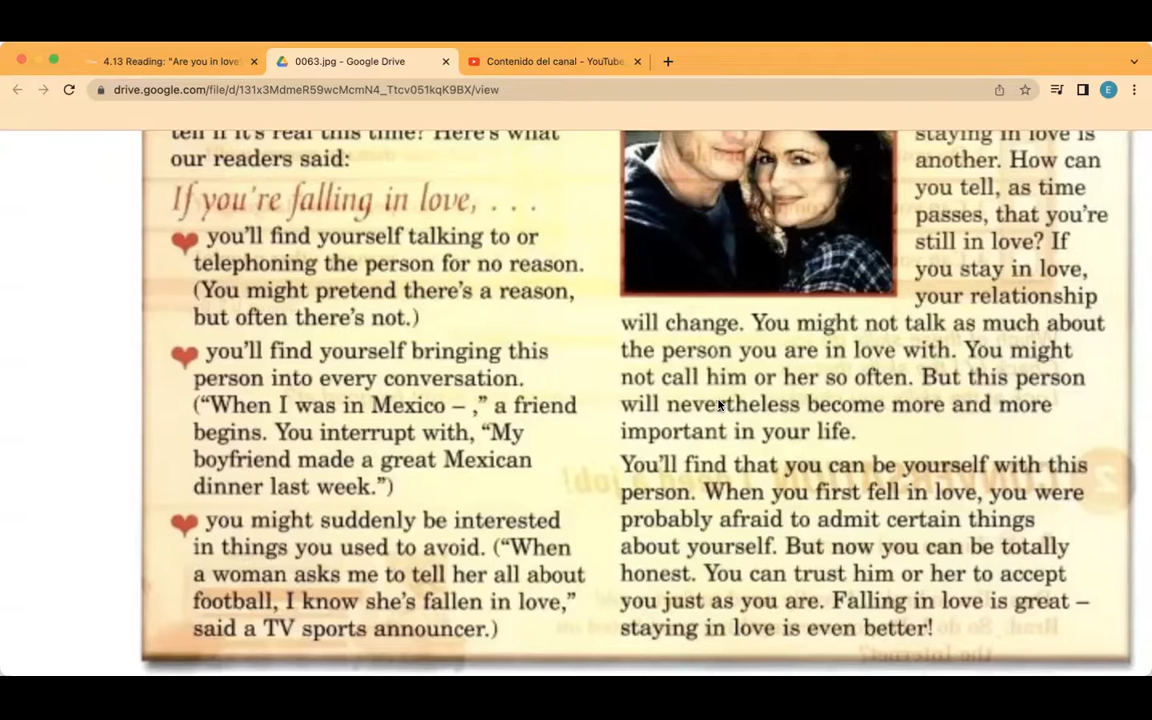 4.13 Reading: "Are you in love
0063.jpg - Google Drive
Contenido del canal - YouTube
drive.google.com/file/d/131x3MdmeR59wcMcmN4_Ttcv051kqK9BX/view
E
tell if it's real this time? Here's what
our readers said:
If you're falling in love, . . .
you'll find yourself talking to or
telephoning the person for no reason.
(You might pretend there's a reason,
but often there's not.)
you'll find yourself bringing this
person into every conversation.
("When I was in Mexico – ," a friend
begins. You interrupt with, "My
boyfriend made a great Mexican
dinner last week.")
you might suddenly be interested
in things you used to avoid. ("When
a woman asks me to tell her all about
football, I know she's fallen in love,"
said a TV sports announcer.)
staying in love is
another. How can
you tell, as time
passes, that you're
still in love? If
you stay in love,
your relationship
will change. You might not talk as much about
the person you are in love with. You might
not call him or her so often. But this person
will nevertheless become more and more
important in your life.
You'll find that you can be yourself with this
person. When you first fell in love, you were
probably afraid to admit certain things
about yourself. But now you can be totally
honest. You can trust him or her to accept
you just as you are. Falling in love is great –
staying in love is even better!